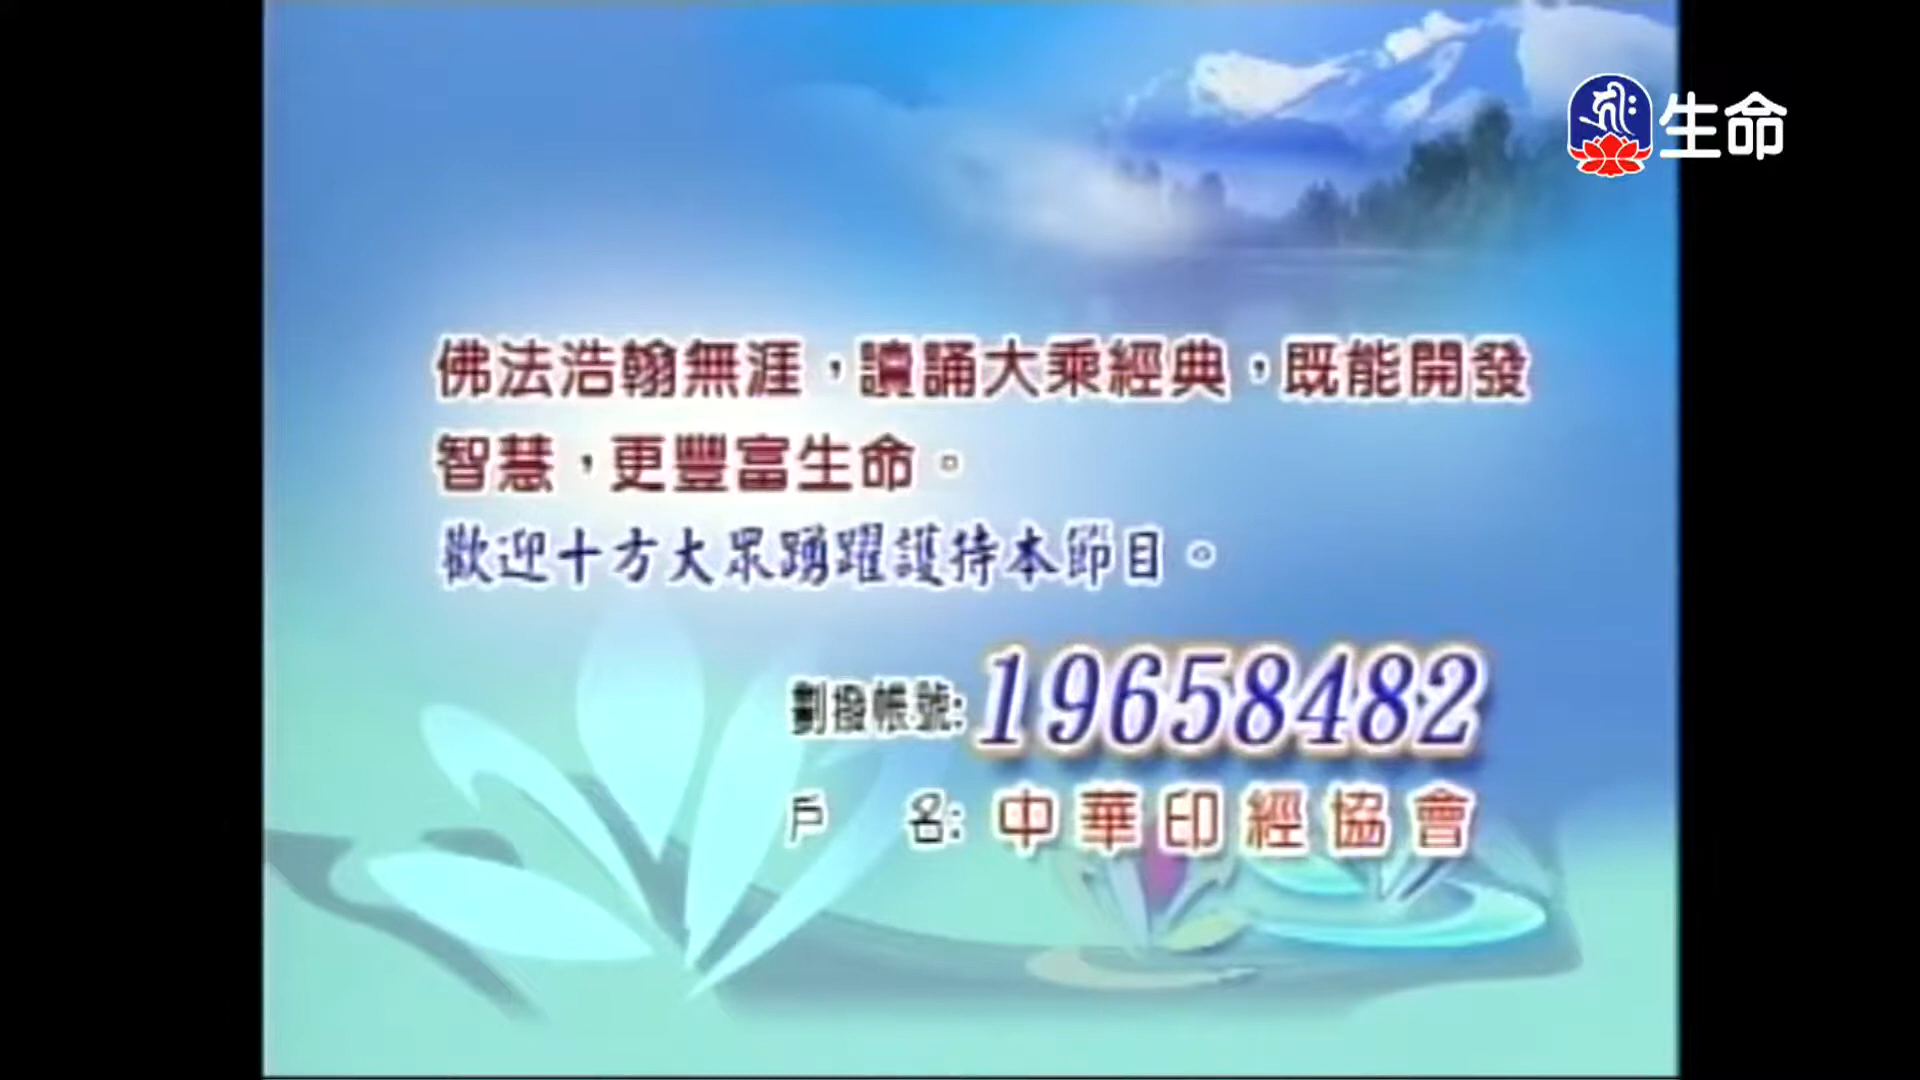 生命
佛法浩翰無涯，讀誦大乘經典，既能開發
智慧，更豐富生命。
歡迎十方大眾踴躍護持本節目。
劃撥帳號:19658482
戶 名:中華印經協會